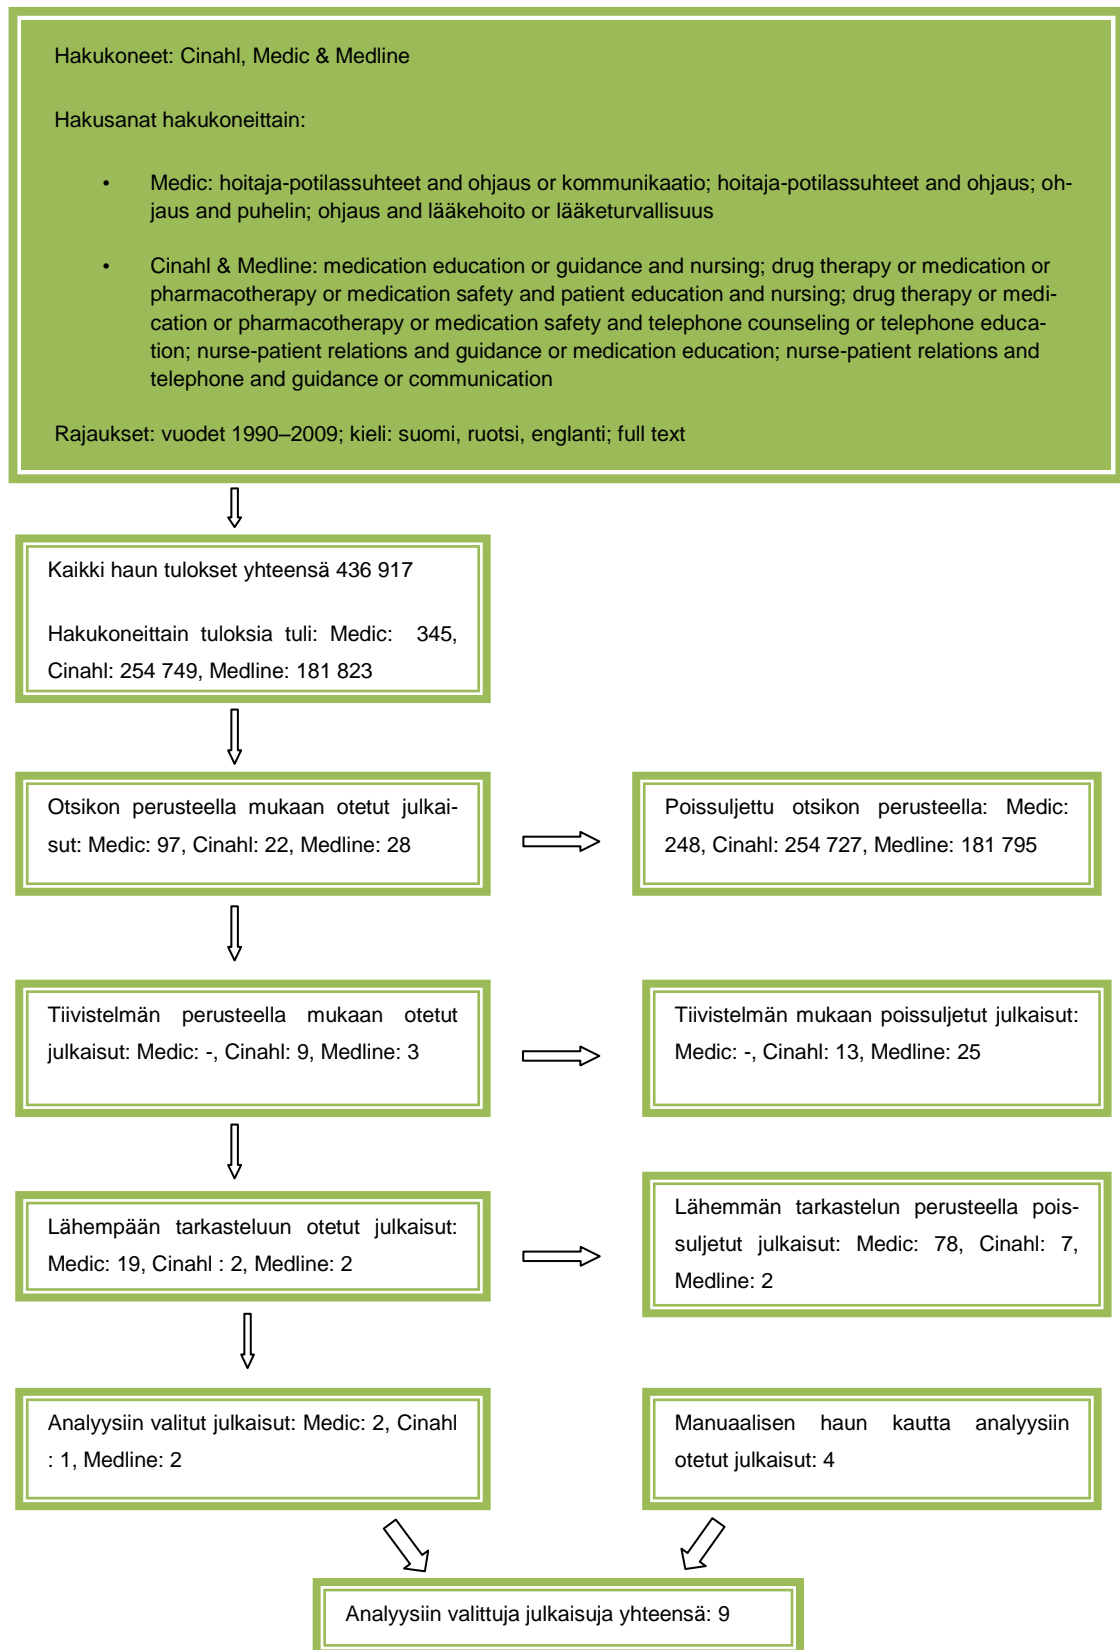 Hakukoneet: Cinahl, Medic & Medline
Hakusanat hakukoneittain:
• Medic: hoitaja-potilassuhteet and ohjaus or kommunikaatio; hoitaja-potilassuhteet and ohjaus; oh-
jaus and puhelin; ohjaus and lääkehoito or lääketurvallisuus
• Cinahl & Medline: medication education or guidance and nursing; drug therapy or medication or
pharmacotherapy or medication safety and patient education and nursing; drug therapy or medi-
cation or pharmacotherapy or medication safety and telephone counseling or telephone educa-
tion; nurse-patient relations and guidance or medication education; nurse-patient relations and
telephone and guidance or communication
Rajaukset: vuodet 1990–2009; kieli: suomi, ruotsi, englanti; full text
Kaikki haun tulokset yhteensä 436 917
Hakukoneittain tuloksia tuli: Medic: 345,
Cinahl: 254 749, Medline: 181 823
Otsikon perusteella mukaan otetut julkai-
sut: Medic: 97, Cinahl: 22, Medline: 28
Poissuljettu otsikon perusteella: Medic:
248, Cinahl: 254 727, Medline: 181 795
Tiivistelmän perusteella mukaan otetut
julkaisut: Medic: -, Cinahl: 9, Medline: 3
Tiivistelmän mukaan poissuljetut julkaisut:
Medic: -, Cinahl: 13, Medline: 25
Lähempään tarkasteluun otetut julkaisut:
Medic: 19, Cinahl : 2, Medline: 2
Lähemmän tarkastelun perusteella pois-
suljetut julkaisut: Medic: 78, Cinahl: 7,
Medline: 2
Analyysiin valitut julkaisut: Medic: 2, Cinahl
: 1, Medline: 2
Manuaalisen haun kautta analyysiin
otetut julkaisut: 4
Analyysiin valittuja julkaisuja yhteensä: 9